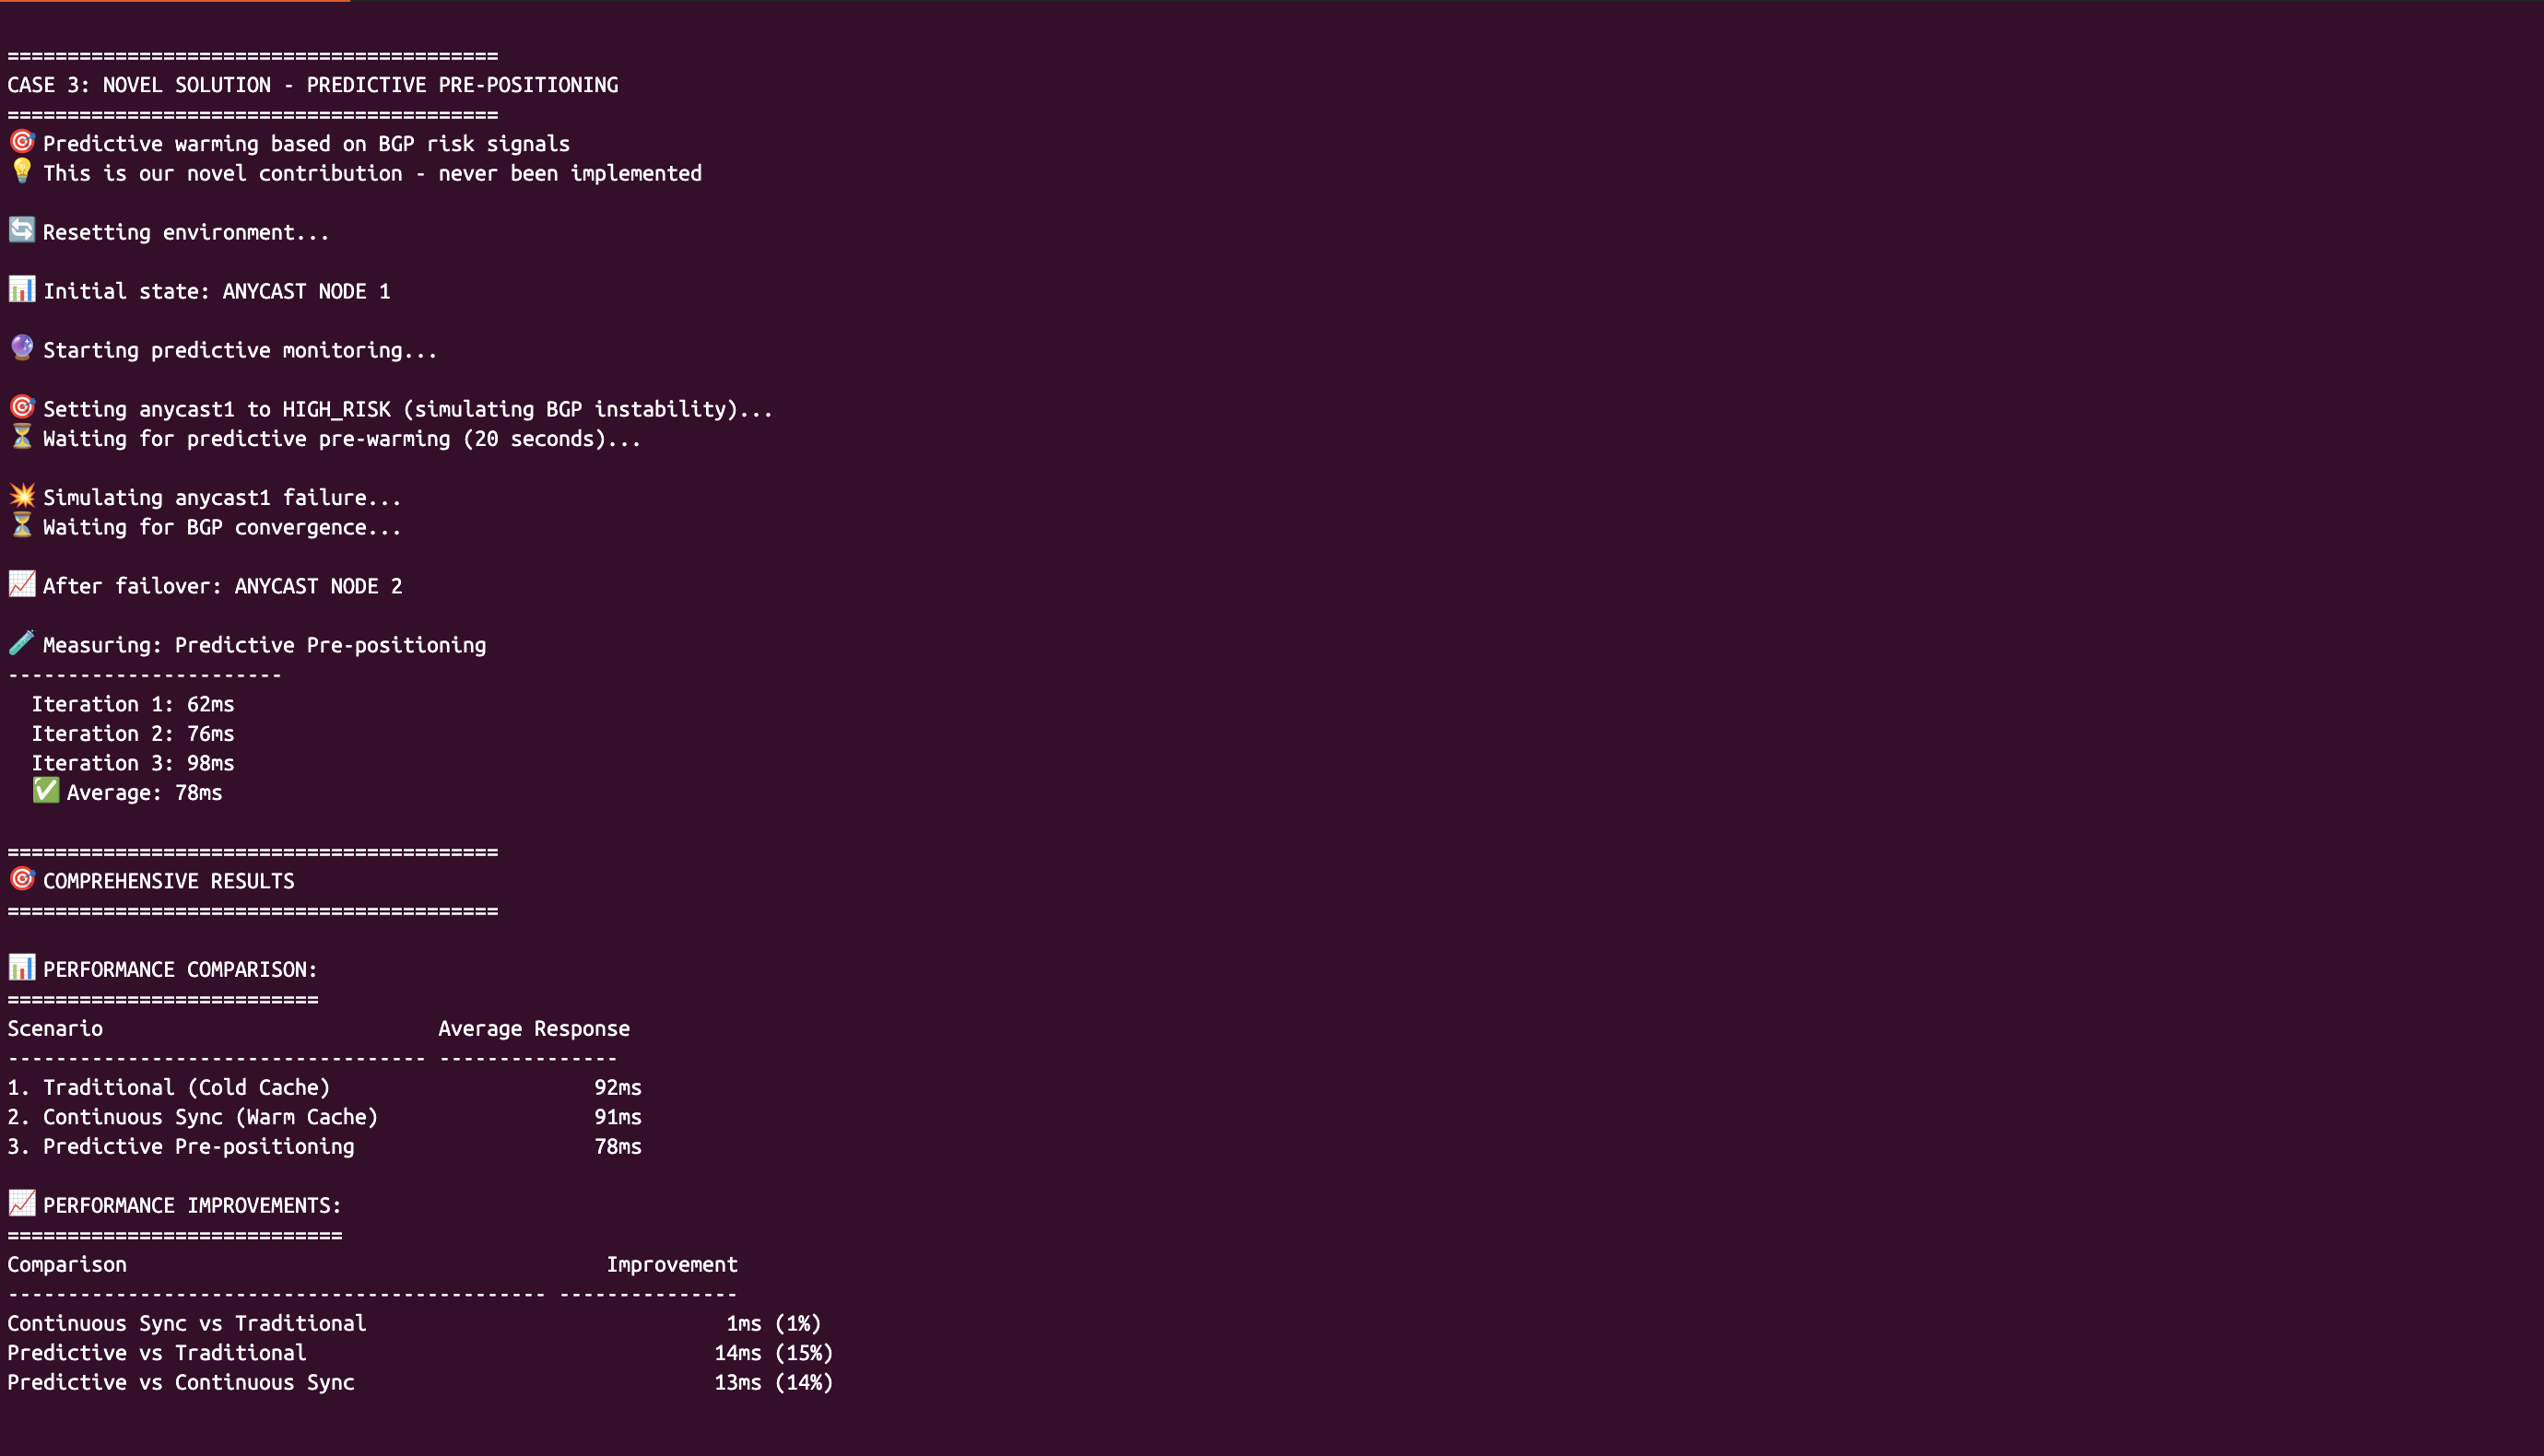 =========================================
CASE 3: NOVEL SOLUTION - PREDICTIVE PRE-POSITIONING
=========================================
🎯 Predictive warming based on BGP risk signals
💡 This is our novel contribution - never been implemented
🔄 Resetting environment...
📊 Initial state: ANYCAST NODE 1
🔮 Starting predictive monitoring...
🎯 Setting anycast1 to HIGH_RISK (simulating BGP instability)...
⏳ Waiting for predictive pre-warming (20 seconds)...
💥 Simulating anycast1 failure...
⏳ Waiting for BGP convergence...
📈 After failover: ANYCAST NODE 2
🧪 Measuring: Predictive Pre-positioning
-----------------------
Iteration 1: 62ms
Iteration 2: 76ms
Iteration 3: 98ms
✅ Average: 78ms
=========================================
🎯 COMPREHENSIVE RESULTS
=========================================
📊 PERFORMANCE COMPARISON:
==========================
Scenario Average Response
----------------------------------- ---------------
1. Traditional (Cold Cache) 92ms
2. Continuous Sync (Warm Cache) 91ms
3. Predictive Pre-positioning 78ms
📈 PERFORMANCE IMPROVEMENTS:
============================
Comparison Improvement
--------------------------------------------- ---------------
Continuous Sync vs Traditional 1ms (1%)
Predictive vs Traditional 14ms (15%)
Predictive vs Continuous Sync 13ms (14%)